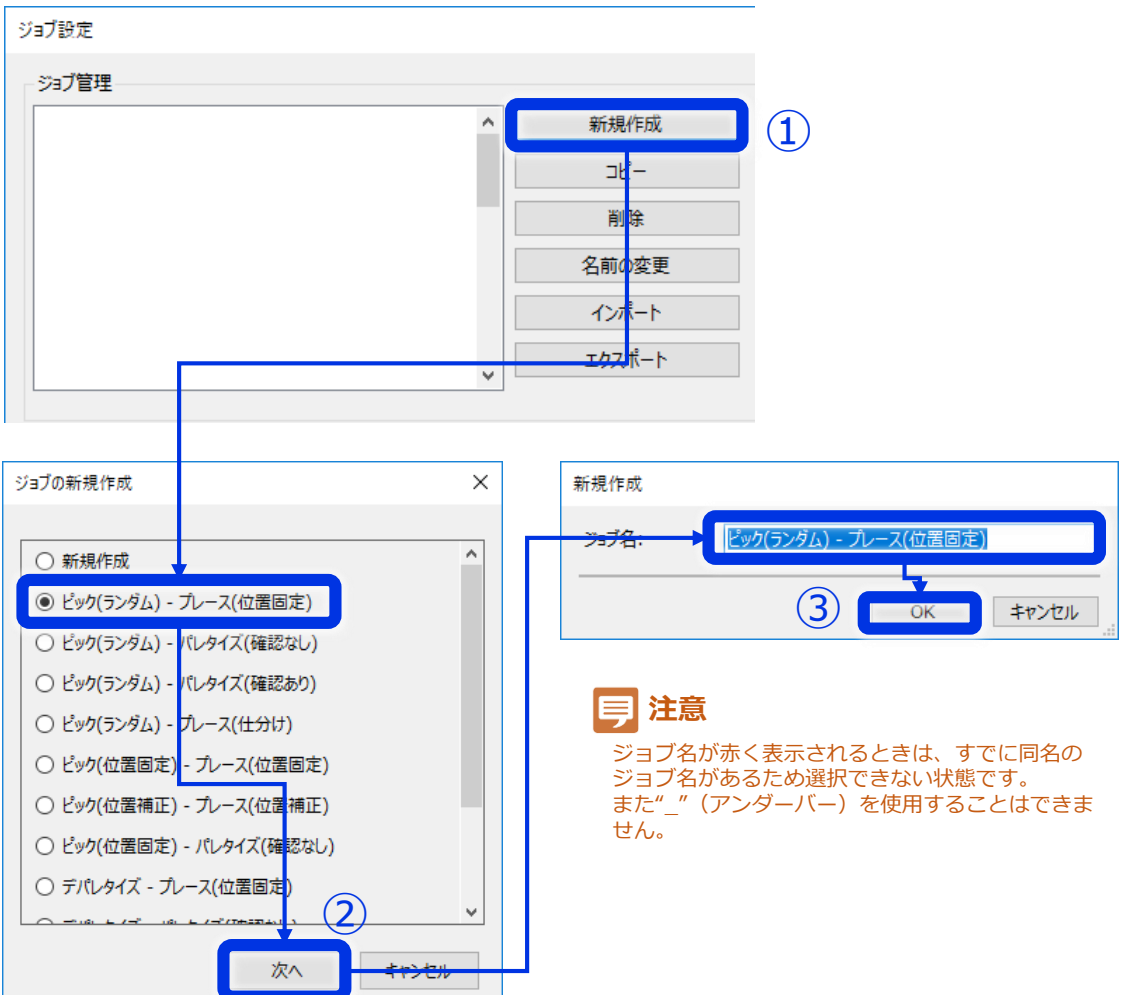 ジョブ設定
ジョブ管理
新規作成
①
コピー
削除
名前の変更
インポート
エクスポート
ジョブの新規作成
新規作成
ピック(ランダム) - プレース(位置固定)
ピック(ランダム) - パレタイズ(確認なし)
ピック(ランダム) - パレタイズ(確認あり)
ピック(ランダム) - プレース(仕分け)
ピック(位置固定) - プレース(位置固定)
ピック(位置補正) - プレース(位置補正)
ピック(位置固定) - パレタイズ(確認なし)
デパレタイズ - プレース(位置固定)
②
次へ
キャンセル
新規作成
ジョブ名:
ピック(ランダム) - プレース(位置固定)
③
OK
キャンセル
注意
ジョブ名が赤く表示されるときは、すでに同名の
ジョブ名があるため選択できない状態です。
また“_”（アンダーバー）を使用することはできま
せん。